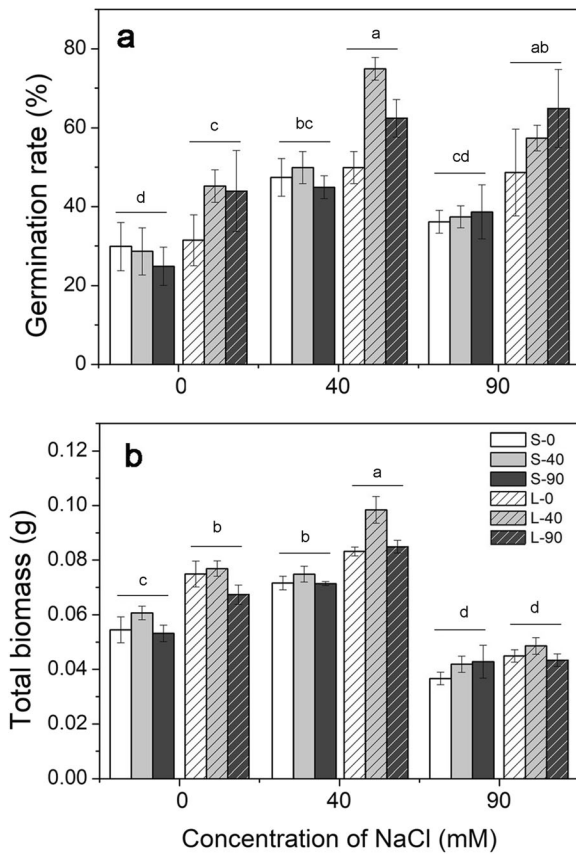 a
Germination rate (%)
80
60
40
20
0
d
c
bc
a
cd
ab
0
40
90
b
Total biomass (g)
0.12
0.10
0.08
0.06
0.04
0.02
0.00
S-0
S-40
S-90
L-0
L-40
L-90
c
b
b
a
d
d
0
40
90
Concentration of NaCl (mM)